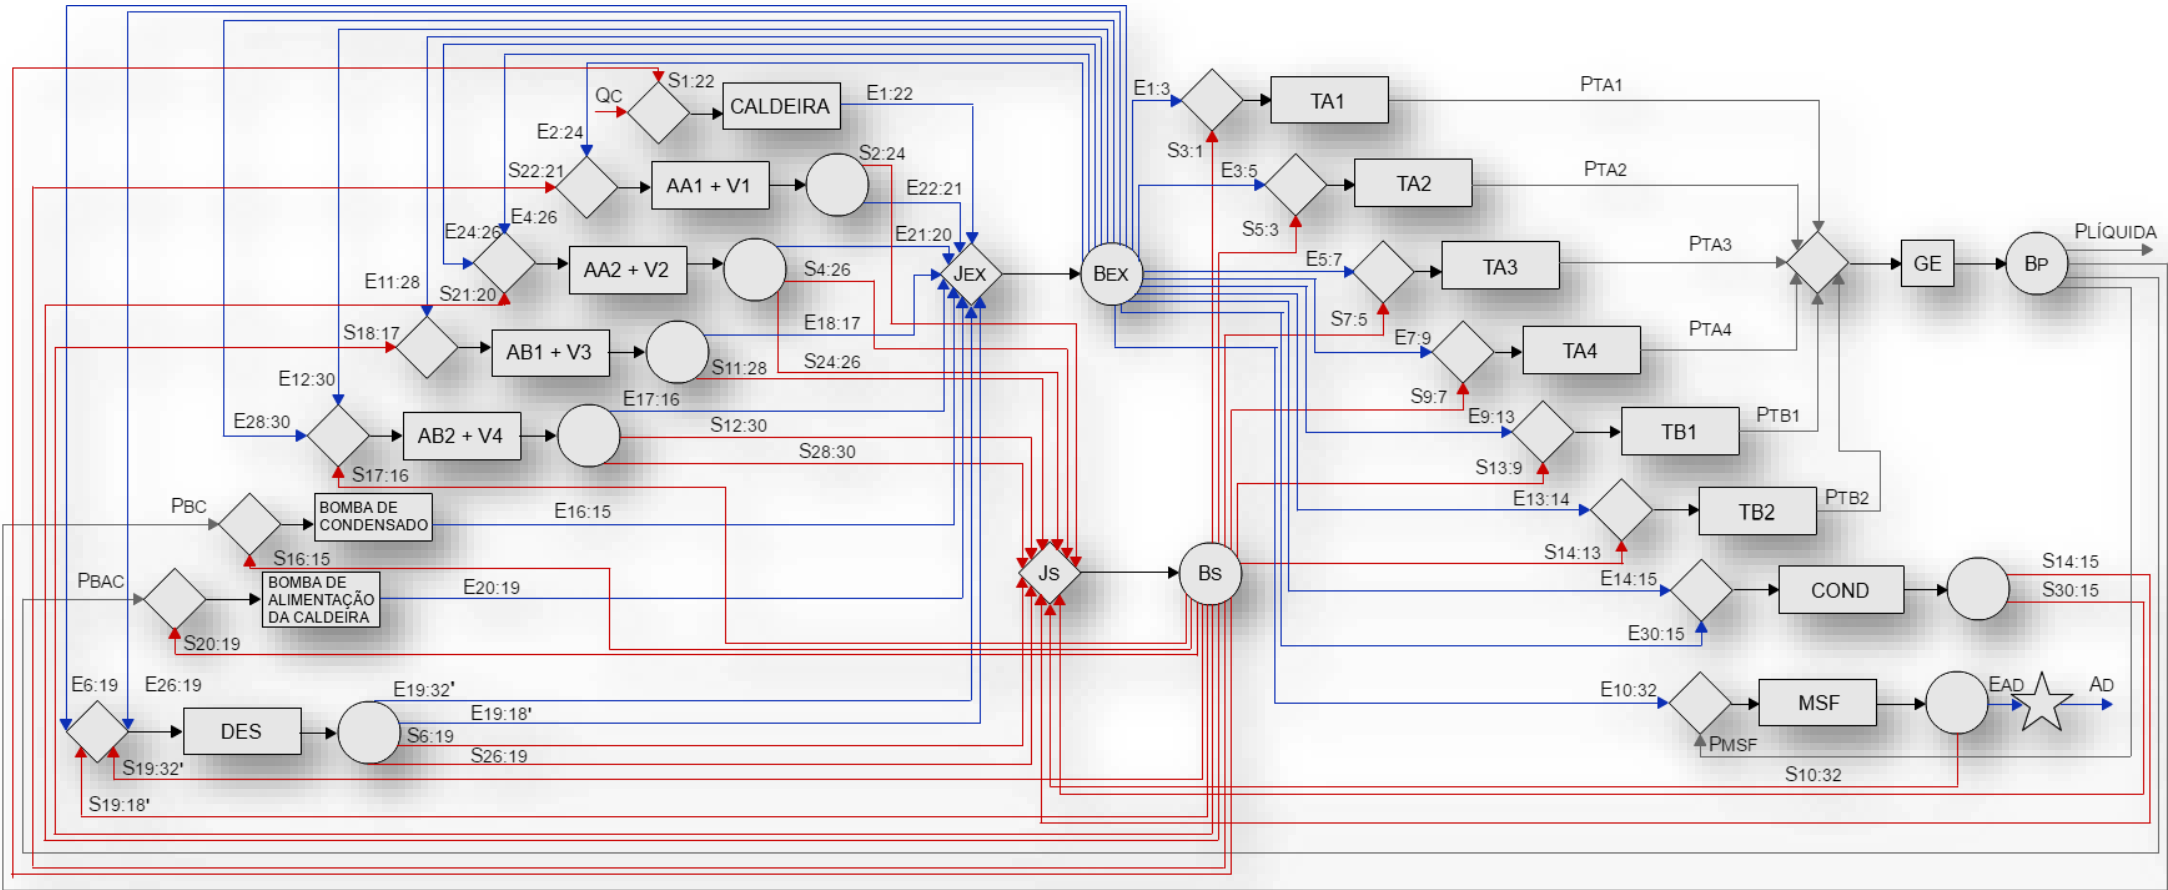 S1:22
QC
CALDEIRA
E1:22
E2:24
S22:21
AA1 + V1
S2:24
E22:21
E4:26
E24:26
S21:20
AA2 + V2
E21:20
S4:26
E11:28
S18:17
AB1 + V3
E18:17
S11:28
S24:26
E12:30
E28:30
AB2 + V4
E17:16
S12:30
S28:30
S17:16
PBC
BOMBA DE
CONDENSADO
E16:15
S16:15
PBAC
BOMBA DE
ALIMENTAÇÃO
DA CALDEIRA
E20:19
S20:19
E6:19
E26:19
DES
E19:32'
E19:18'
S6:19
S26:19
S19:32'
S19:18'
JEX
BEX
JS
BS
E1:3
TA1
PTA1
S3:1
E3:5
TA2
PTA2
S5:3
E5:7
TA3
PTA3
S7:5
E7:9
TA4
PTA4
S9:7
E9:13
TB1
PTB1
S13:9
E13:14
TB2
PTB2
S14:13
GE
BP
PLÍQUIDA
E14:15
COND
S14:15
S30:15
E30:15
E10:32
MSF
EAD
AD
PMSF
S10:32